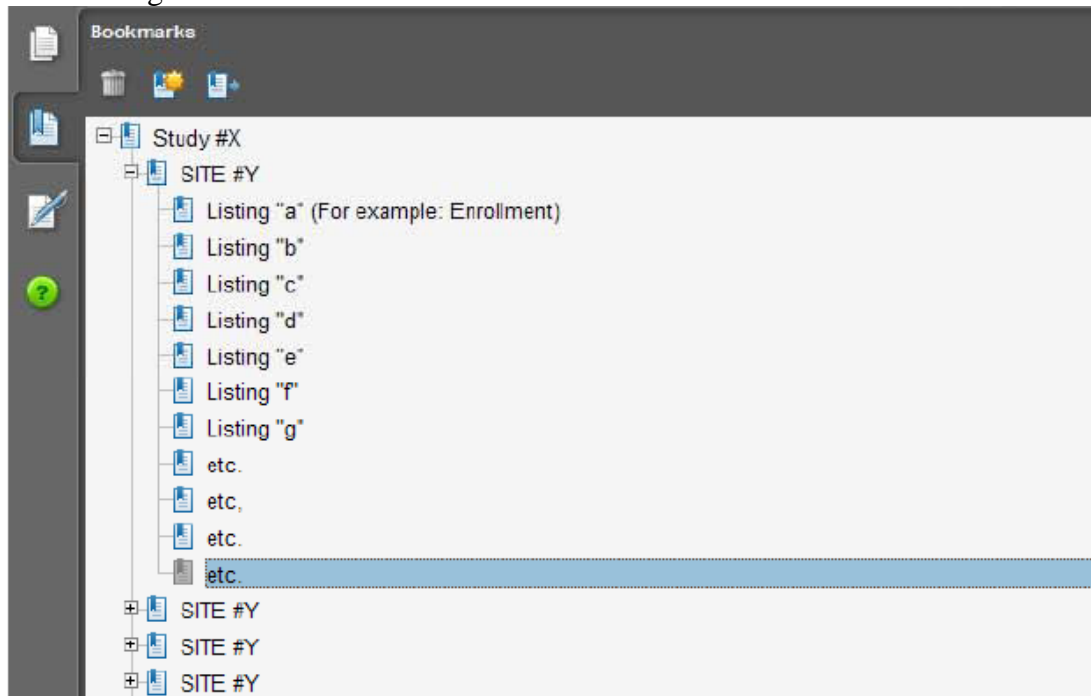 Bookmarks
Study #X
SITE #Y
Listing "a" (For example: Enrollment)
Listing "b"
Listing "c"
Listing "d"
Listing "e"
Listing "f"
Listing "g"
etc.
etc,
etc.
etc.
SITE #Y
SITE #Y
SITE #Y